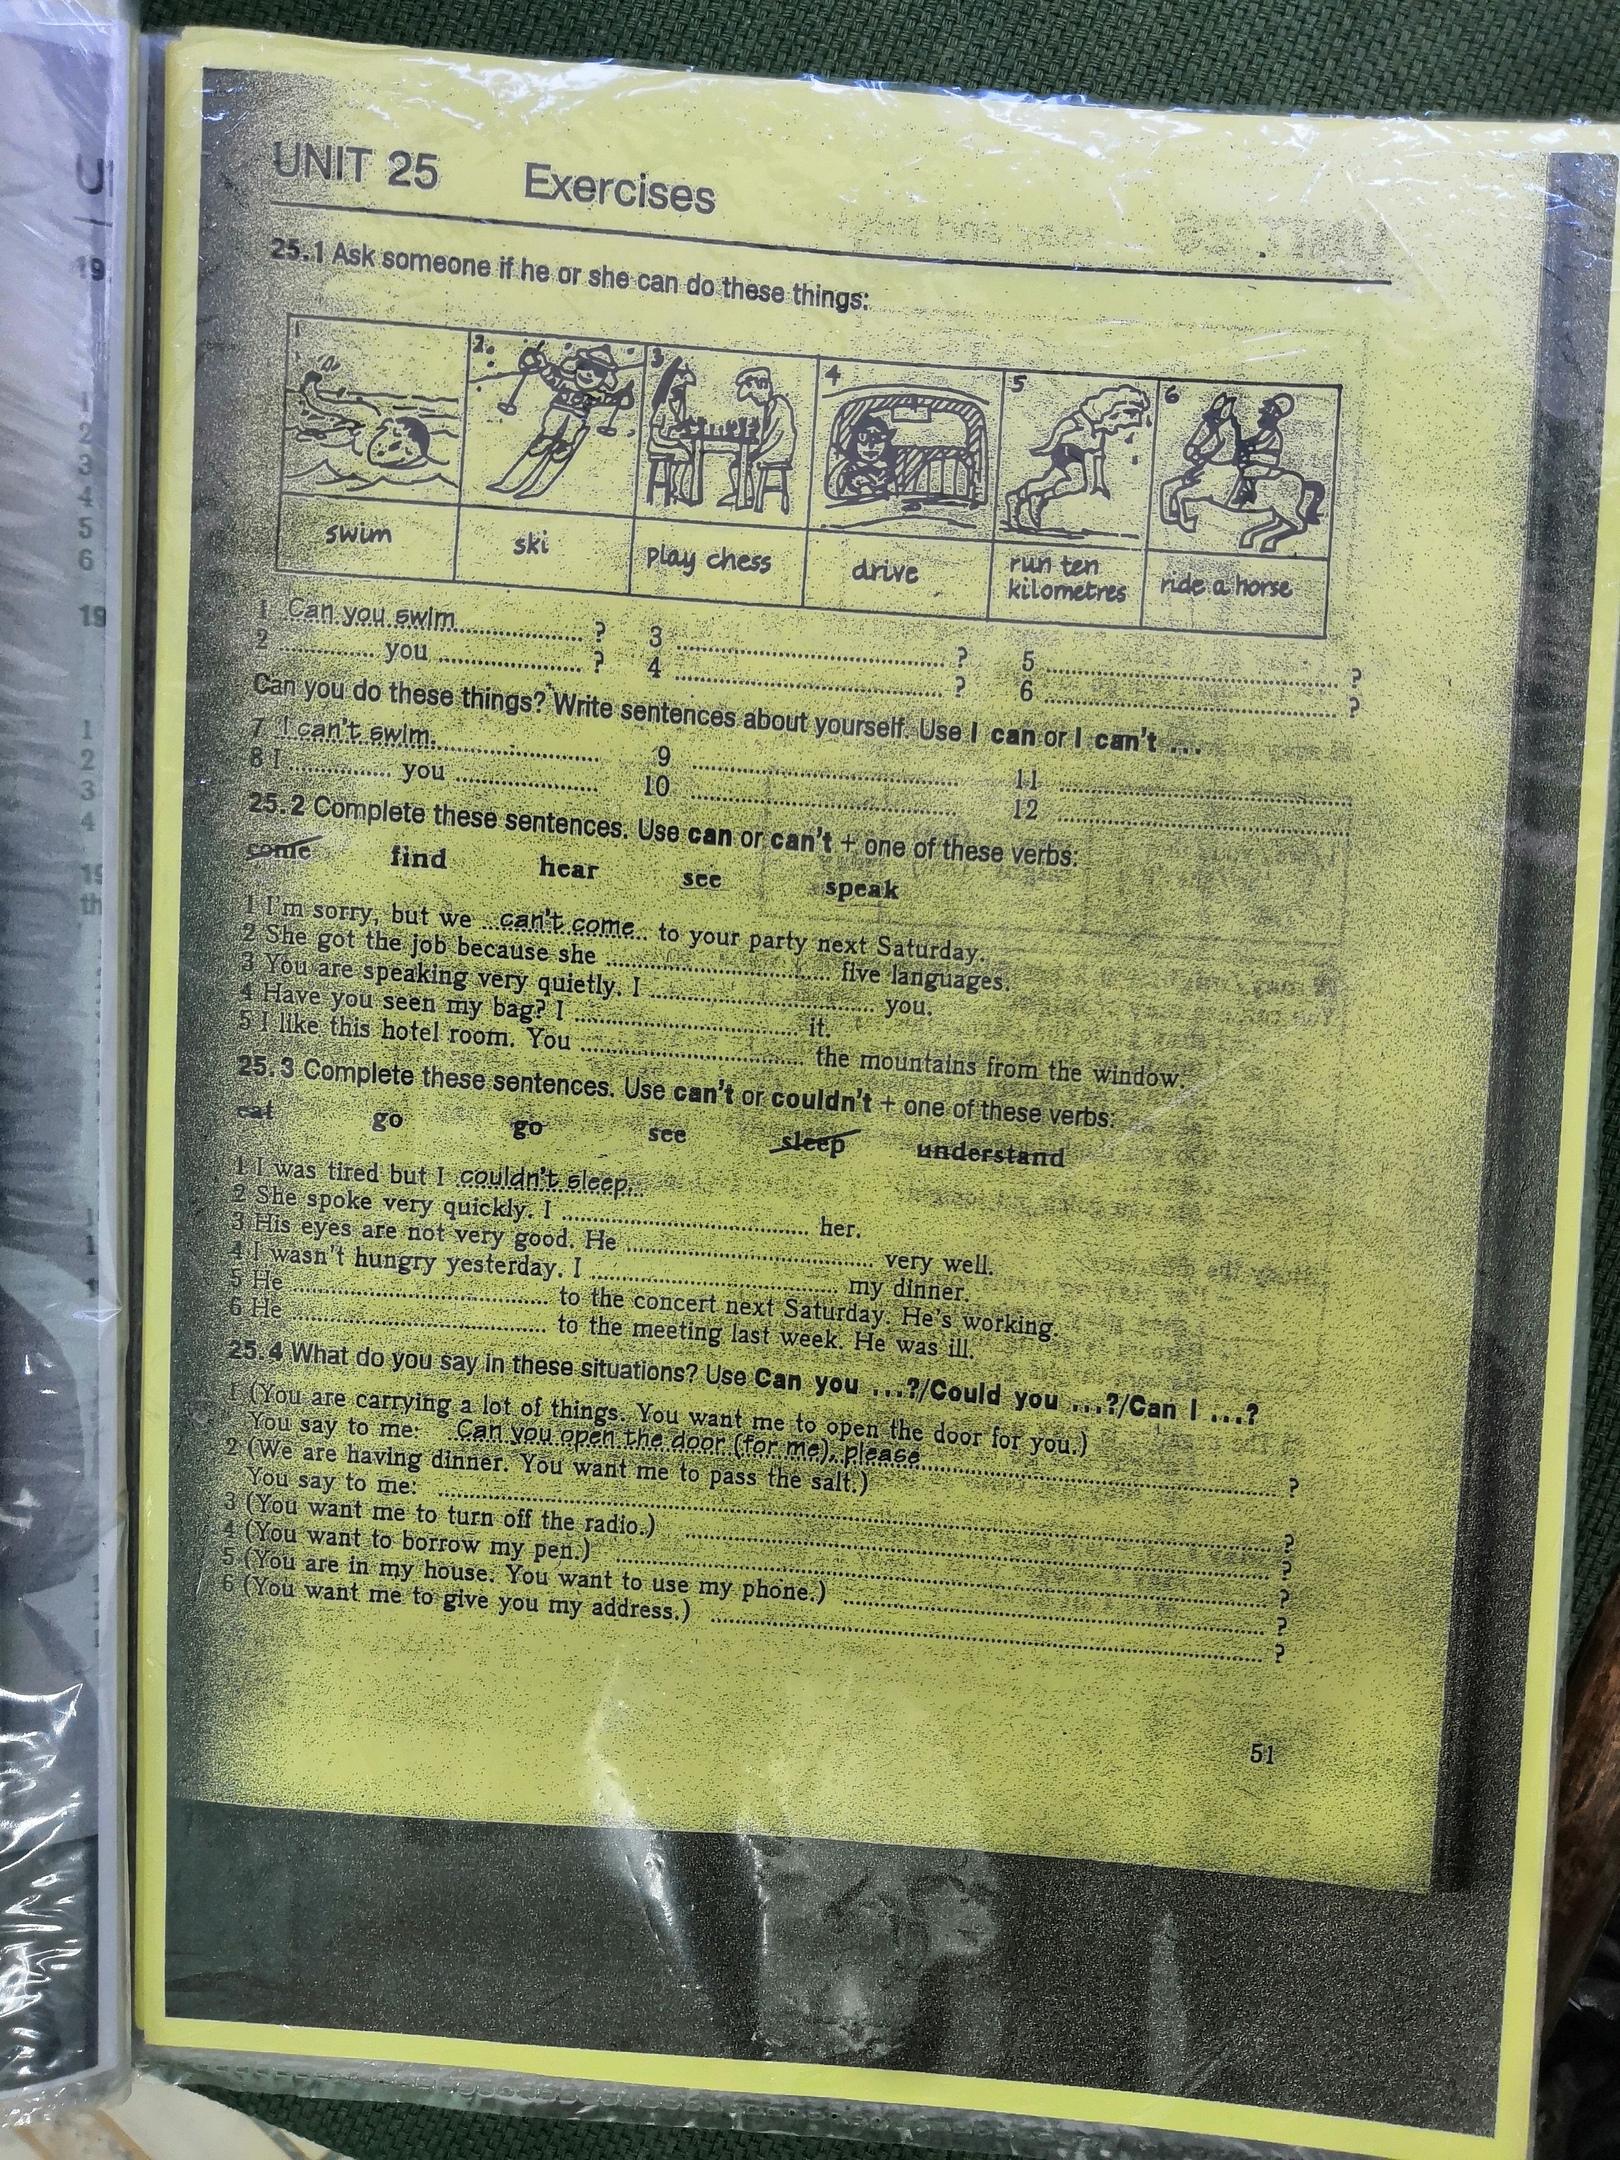 UNIT 25 Exercises
25.1 Ask someone if he or she can do these things:
1 2 3 4 5 6
swim ski play chess drive run ten kilometres ride a horse
1 Can you swim ? 3 ? 5 ?
2 ............ you ............ ? 4 ? 6 ?
Can you do these things? Write sentences about yourself. Use I can or I can't ...
7 I can't swim. 9 11
8 I ............ you ............ 10 12
25.2 Complete these sentences. Use can or can't + one of these verbs:
come find hear see speak
1 I'm sorry, but we can't come to your party next Saturday.
2 She got the job because she ............ five languages.
3 You are speaking very quietly. I ............ you.
4 Have you seen my bag? I ............ it.
5 I like this hotel room. You ............ the mountains from the window.
25.3 Complete these sentences. Use can't or couldn't + one of these verbs:
eat go go see sleep understand
1 I was tired but I couldn't sleep.
2 She spoke very quickly. I ............ her.
3 His eyes are not very good. He ............ very well.
4 I wasn't hungry yesterday. I ............ my dinner.
5 He ............ to the concert next Saturday. He's working.
6 He ............ to the meeting last week. He was ill.
25.4 What do you say in these situations? Use Can you ...?/Could you ...?/Can I ...?
1 (You are carrying a lot of things. You want me to open the door for you.)
You say to me: Can you open the door (for me), please ?
2 (We are having dinner. You want me to pass the salt.)
You say to me: ............ ?
3 (You want me to turn off the radio.) ............ ?
4 (You want to borrow my pen.) ............ ?
5 (You are in my house. You want to use my phone.) ............ ?
6 (You want me to give you my address.) ............ ?
51